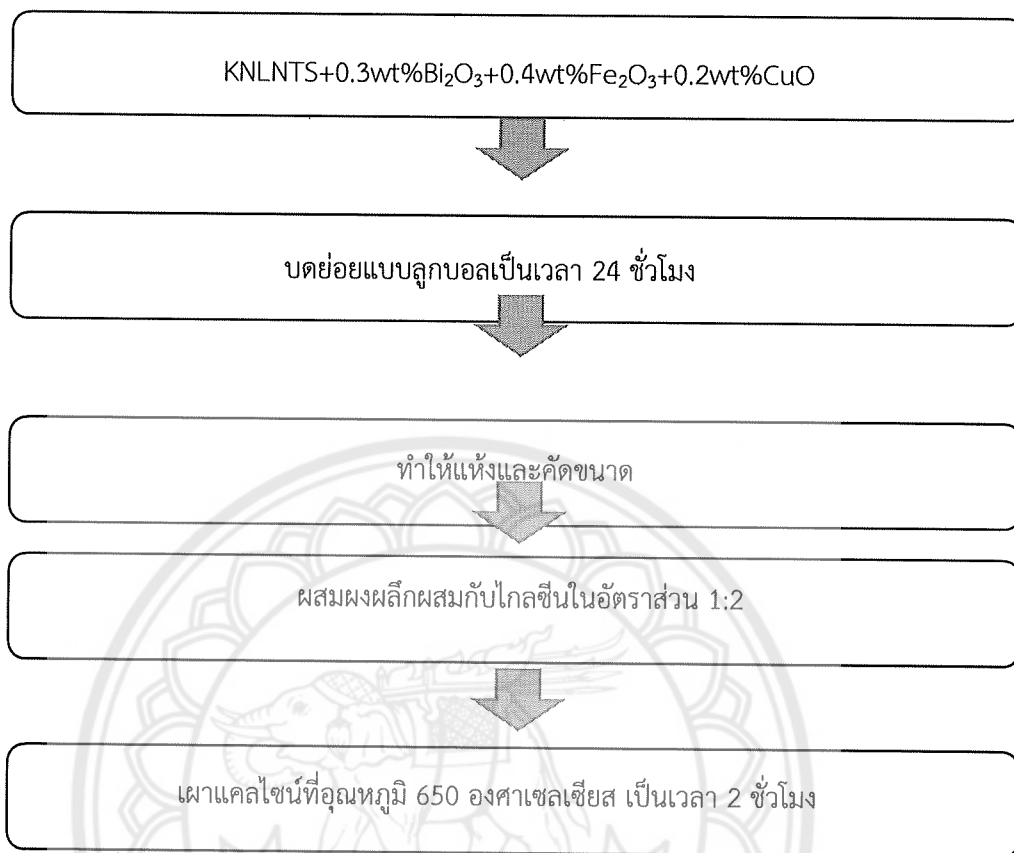 KNLNTS+0.3wt%Bi₂O₃+0.4wt%Fe₂O₃+0.2wt%CuO
บดย่อยแบบลูกบอลเป็นเวลา 24 ชั่วโมง
ทำให้แห้งและคัดขนาด
ผสมผงผลึกผสมกับไกลซีนในอัตราส่วน 1:2
เผาแคลไซน์ที่อุณหภูมิ 650 องศาเซลเซียส เป็นเวลา 2 ชั่วโมง